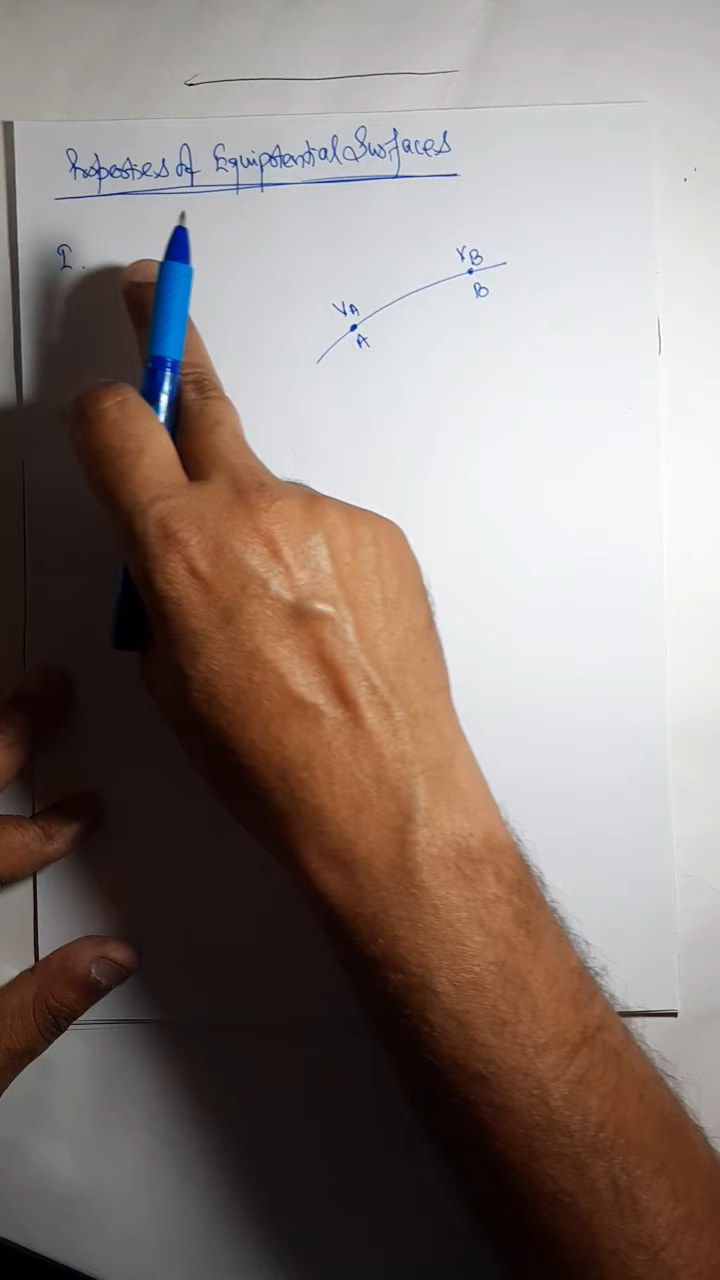 Properties of Equipotential Surfaces
I.
VA
A
VB
B